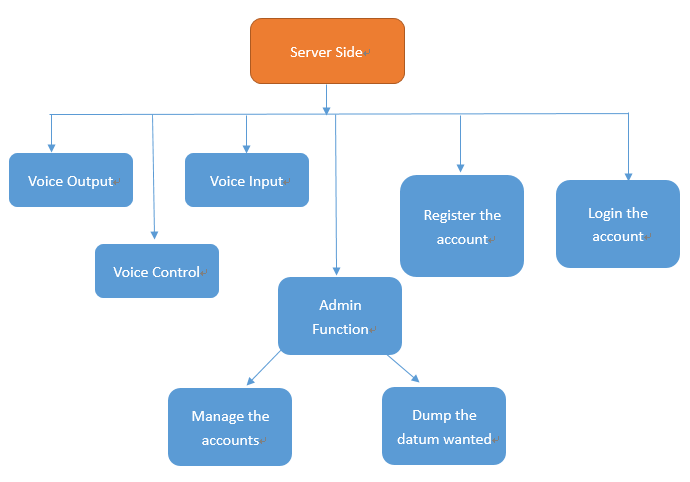 Server Side
Voice Output
Voice Input
Register the
account
Login the
account
Voice Control
Admin
Function
Manage the
accounts
Dump the
datum wanted